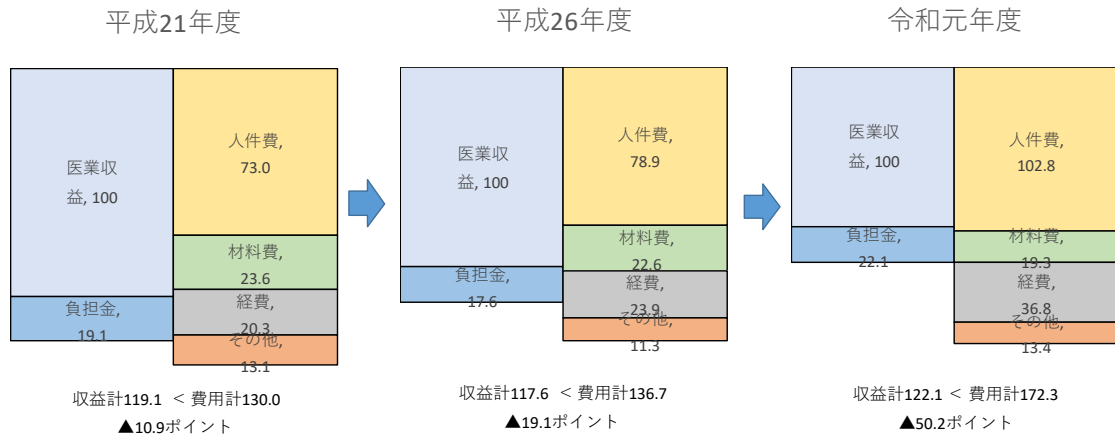 平成21年度
医業収
益, 100
負担金,
19.1
人件費,
73.0
材料費,
23.6
経費,
20.3
その他,
13.1
収益計119.1 < 費用計130.0
▲10.9ポイント
平成26年度
医業収
益, 100
負担金,
17.6
人件費,
78.9
材料費,
22.6
経費,
23.9
その他,
11.3
収益計117.6 < 費用計136.7
▲19.1ポイント
令和元年度
医業収
益, 100
負担金,
22.1
人件費,
102.8
材料費,
19.3
経費,
36.8
その他,
13.4
収益計122.1 < 費用計172.3
▲50.2ポイント